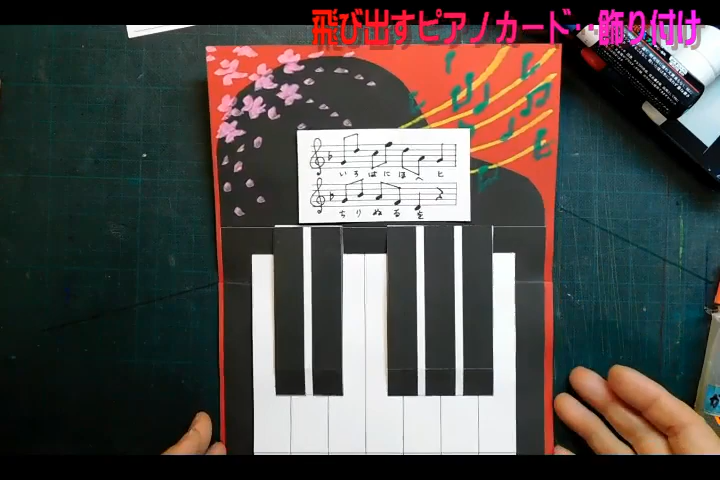 飛び出すピアノカード‥飾り付け
いろはにほへと
ちりぬるを